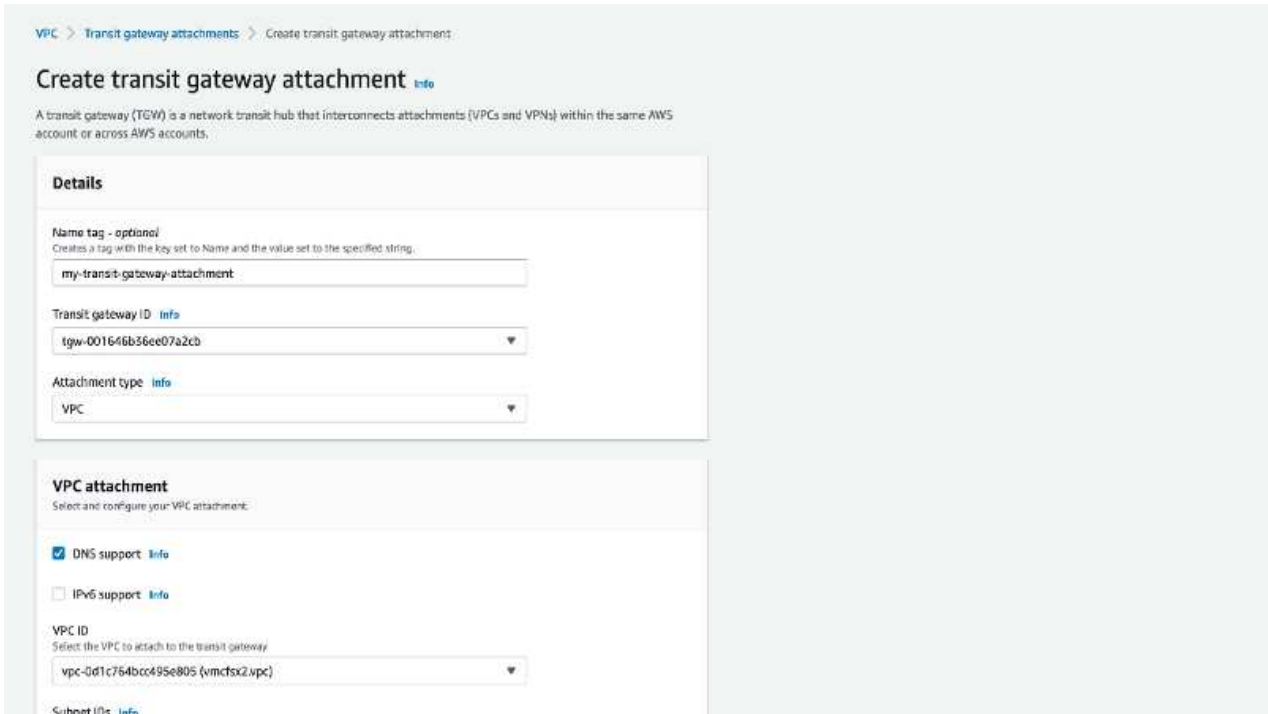 VPC > Transit gateway attachments > Create transit gateway attachment
Create transit gateway attachment Info
A transit gateway (TGW) is a network transit hub that interconnects attachments (VPCs and VPNs) within the same AWS
account or across AWS accounts.
Details
Name tag - optional
Creates a tag with the key set to Name and the value set to the specified string.
my-transit-gateway-attachment
Transit gateway ID Info
tgw-001646b36ee07a2cb
Attachment type Info
VPC
VPC attachment
Select and configure your VPC attachment.
DNS support Info
IPv6 support Info
VPC ID
Select the VPC to attach to the transit gateway.
vpc-0d1c764bcc495e805 (vmcfsx2.vpc)
Subnet IDs Info